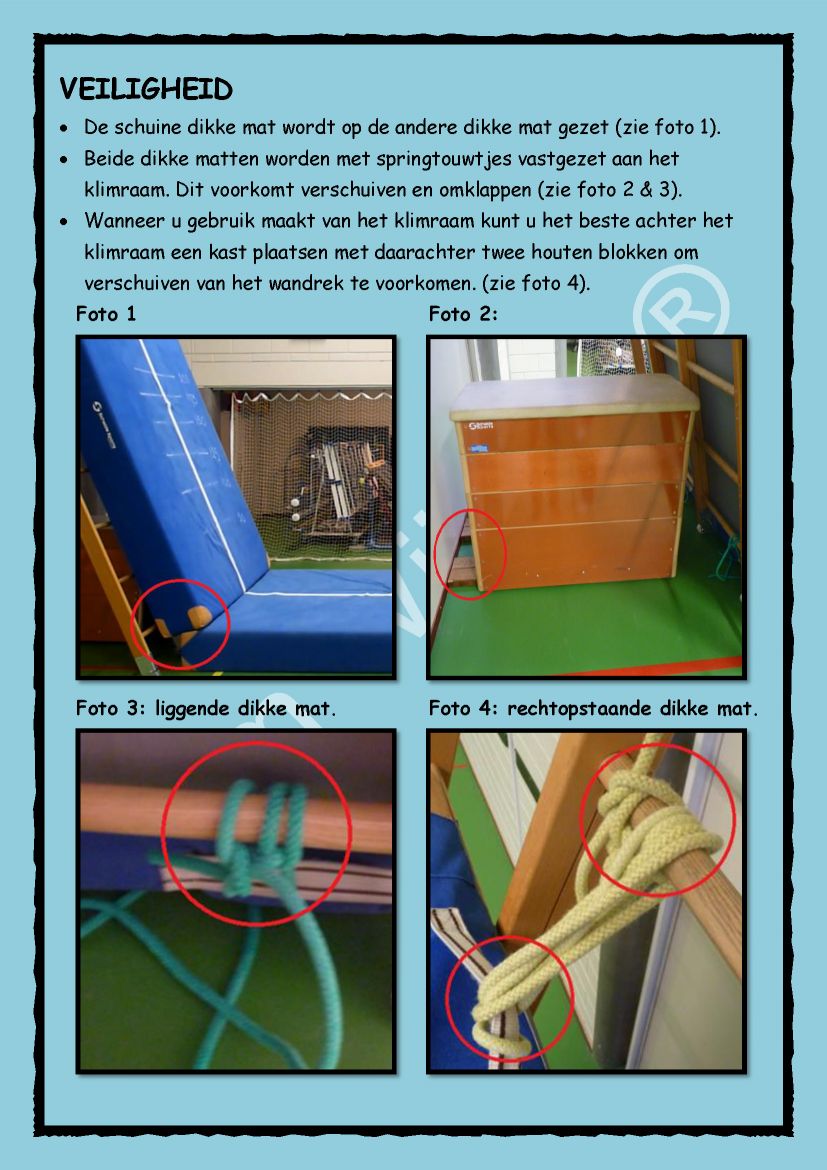 VEILIGHEID
• De schuine dikke mat wordt op de andere dikke mat gezet (zie foto 1).
• Beide dikke matten worden met springtouwtjes vastgezet aan het
klimraam. Dit voorkomt verschuiven en omklappen (zie foto 2 & 3).
• Wanneer u gebruik maakt van het klimraam kunt u het beste achter het
klimraam een kast plaatsen met daarachter twee houten blokken om
verschuiven van het wandrek te voorkomen. (zie foto 4).
®
Foto 1
Foto 2:
Foto 3: liggende dikke mat.
Foto 4: rechtopstaande dikke mat.